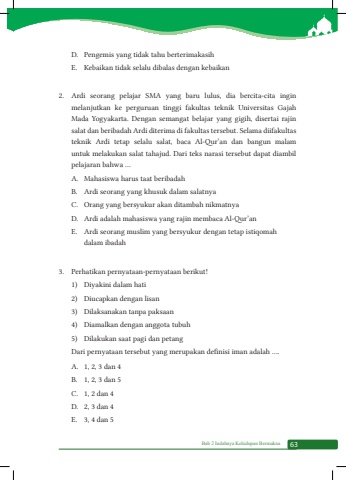 D. Pengemis yang tidak tahu berterimakasih
E. Kebaikan tidak selalu dibalas dengan kebaikan
2. Ardi seorang pelajar SMA yang baru lulus, dia bercita-cita ingin
melanjutkan ke perguruan tinggi fakultas teknik Universitas Gajah
Mada Yogyakarta. Dengan semangat belajar yang gigih, disertai rajin
salat dan beribadah Ardi diterima di fakultas tersebut. Selama difakultas
teknik Ardi tetap selalu salat, baca Al-Qur'an dan bangun malam
untuk melakukan salat tahajud. Dari teks narasi tersebut dapat diambil
pelajaran bahwa ...
A. Mahasiswa harus taat beribadah
B. Ardi seorang yang khusuk dalam salatnya
C. Orang yang bersyukur akan ditambah nikmatnya
D. Ardi adalah mahasiswa yang rajin membaca Al-Qur'an
E. Ardi seorang muslim yang bersyukur dengan tetap istiqomah
dalam ibadah
3. Perhatikan pernyataan-pernyataan berikut!
1) Diyakini dalam hati
2) Diucapkan dengan lisan
3) Dilaksanakan tanpa paksaan
4) Diamalkan dengan anggota tubuh
5) Dilakukan saat pagi dan petang
Dari pernyataan tersebut yang merupakan definisi iman adalah ....
A. 1, 2, 3 dan 4
B. 1, 2, 3 dan 5
C. 1, 2 dan 4
D. 2, 3 dan 4
E. 3, 4 dan 5
Bab 2 Indahnya Kehidupan Bermakna 63